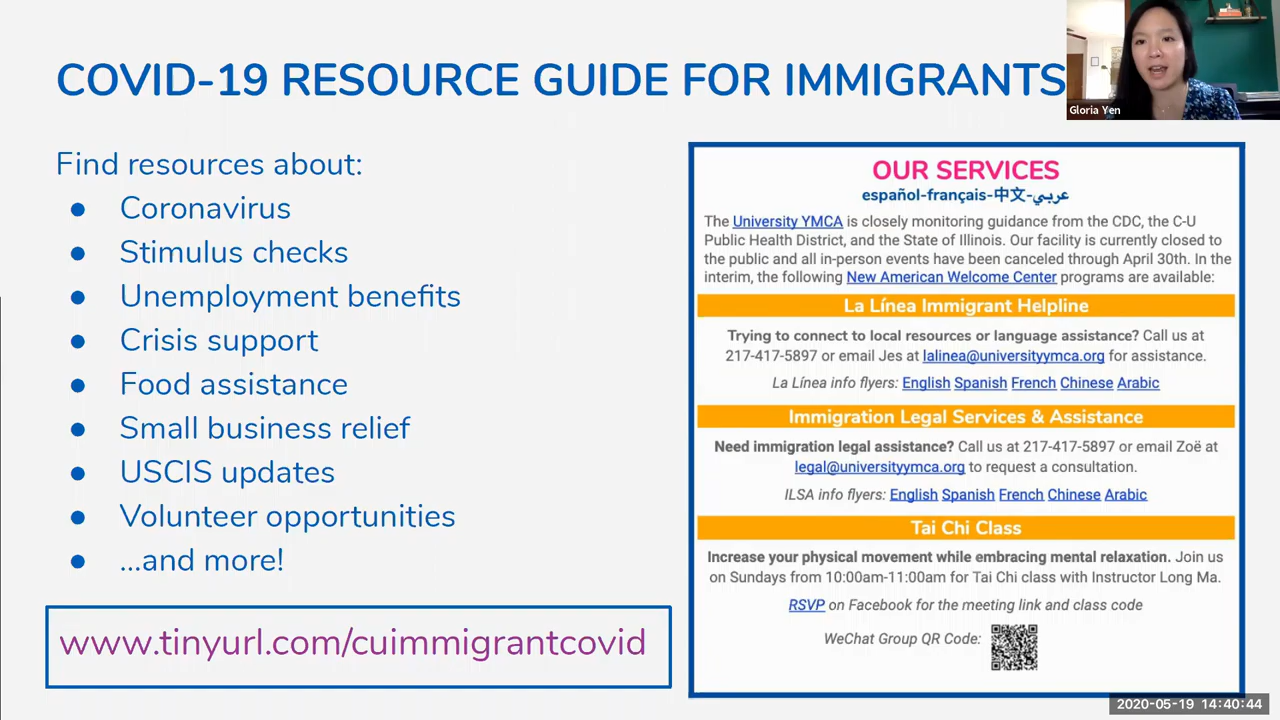 COVID-19 RESOURCE GUIDE FOR IMMIGRANTS
Gloria Yen
Find resources about:
● Coronavirus
● Stimulus checks
● Unemployment benefits
● Crisis support
● Food assistance
● Small business relief
● USCIS updates
● Volunteer opportunities
● ...and more!
www.tinyurl.com/cuimmigrantcovid
OUR SERVICES
español-français-中文-عربي
The University YMCA is closely monitoring guidance from the CDC, the C-U
Public Health District, and the State of Illinois. Our facility is currently closed to
the public and all in-person events have been canceled through April 30th. In the
interim, the following New American Welcome Center programs are available:
La Línea Immigrant Helpline
Trying to connect to local resources or language assistance? Call us at
217-417-5897 or email Jes at lalinea@universityymca.org for assistance.
La Línea info flyers: English Spanish French Chinese Arabic
Immigration Legal Services & Assistance
Need immigration legal assistance? Call us at 217-417-5897 or email Zoë at
legal@universityymca.org to request a consultation.
ILSA info flyers: English Spanish French Chinese Arabic
Tai Chi Class
Increase your physical movement while embracing mental relaxation. Join us
on Sundays from 10:00am-11:00am for Tai Chi class with Instructor Long Ma.
RSVP on Facebook for the meeting link and class code
WeChat Group QR Code:
2020-05-19 14:40:44